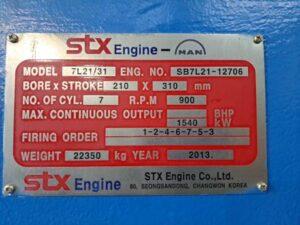 STX Engine — MAN
MODEL 7L21/31 ENG. NO. SB7L21-12706
BORE x STROKE 210 X 310 mm
NO. OF CYL. 7 R.P.M 900
MAX. CONTINUOUS OUTPUT 1540 BHP kW
FIRING ORDER 1-2-4-6-7-5-3
WEIGHT 22350 kg YEAR 2013.
STX Engine STX Engine Co.,Ltd.
80, SEONGSANDONG, CHANGWON KOREA